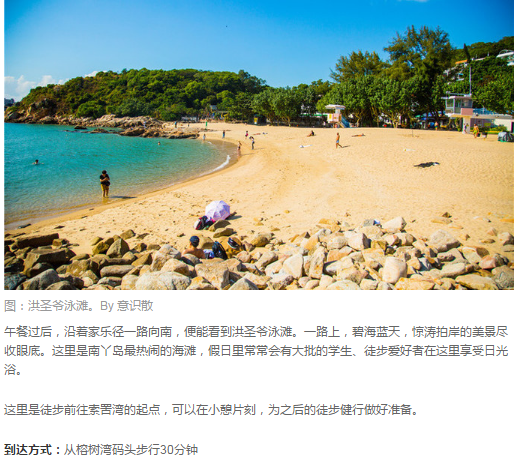 图：洪圣爷泳滩。By 意识散
午餐过后，沿着家乐径一路向南，便能看到洪圣爷泳滩。一路上，碧海蓝天，惊涛拍岸的美景尽
收眼底。这里是南丫岛最热闹的海滩，假日里常常会有大批的学生、徒步爱好者在这里享受日光
浴。
这里是徒步前往索罟湾的起点，可以在小憩片刻，为之后的徒步健行做好准备。
到达方式：从榕树湾码头步行30分钟